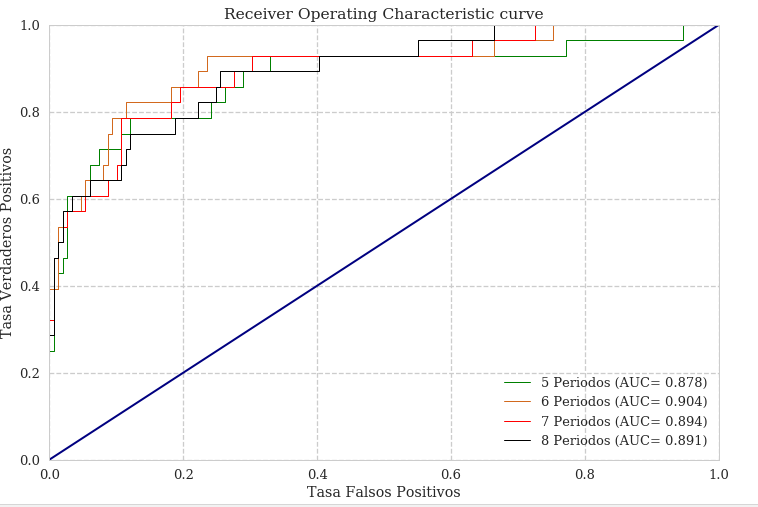 Receiver Operating Characteristic curve
1.0
0.8
0.6
0.4
0.2
0.0
Tasa Verdaderos Positivos
5 Periodos (AUC= 0.878)
6 Periodos (AUC= 0.904)
7 Periodos (AUC= 0.894)
8 Periodos (AUC= 0.891)
0.0 0.2 0.4 0.6 0.8 1.0
Tasa Falsos Positivos